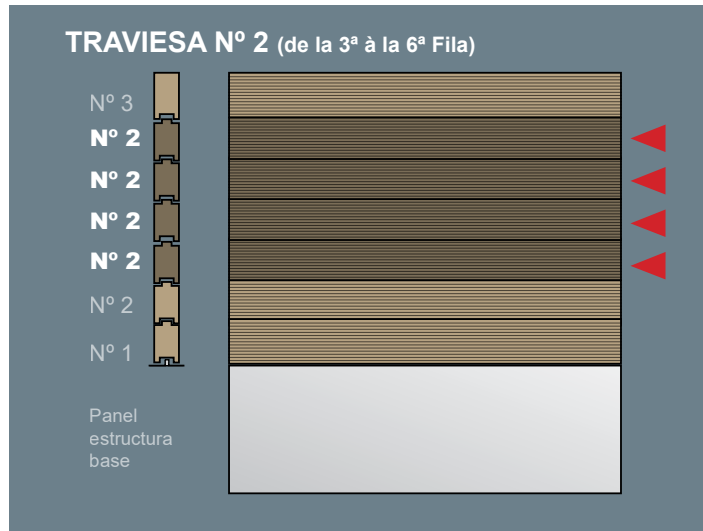 TRAVIESA Nº 2 (de la 3ª à la 6ª Fila)
Nº 3
Nº 2
Nº 2
Nº 2
Nº 2
Nº 2
Nº 1
Panel
estructura
base